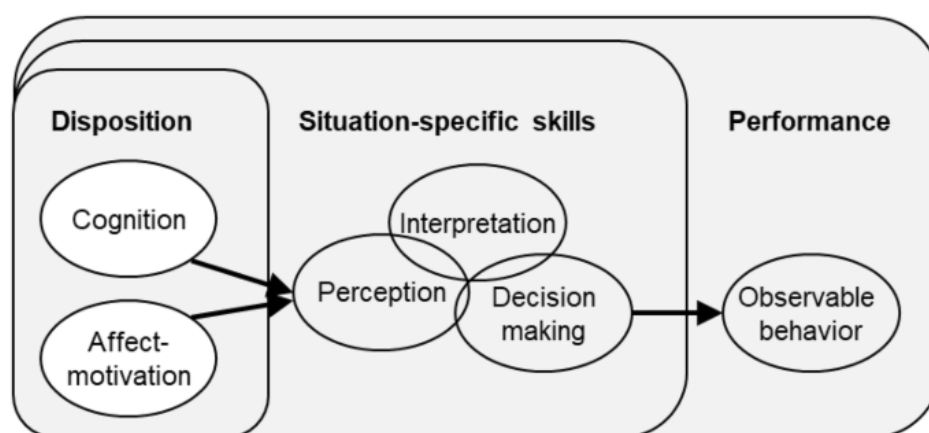 Disposition
Situation-specific skills
Performance
Cognition
Affect-
motivation
Interpretation
Perception
Decision
making
Observable
behavior